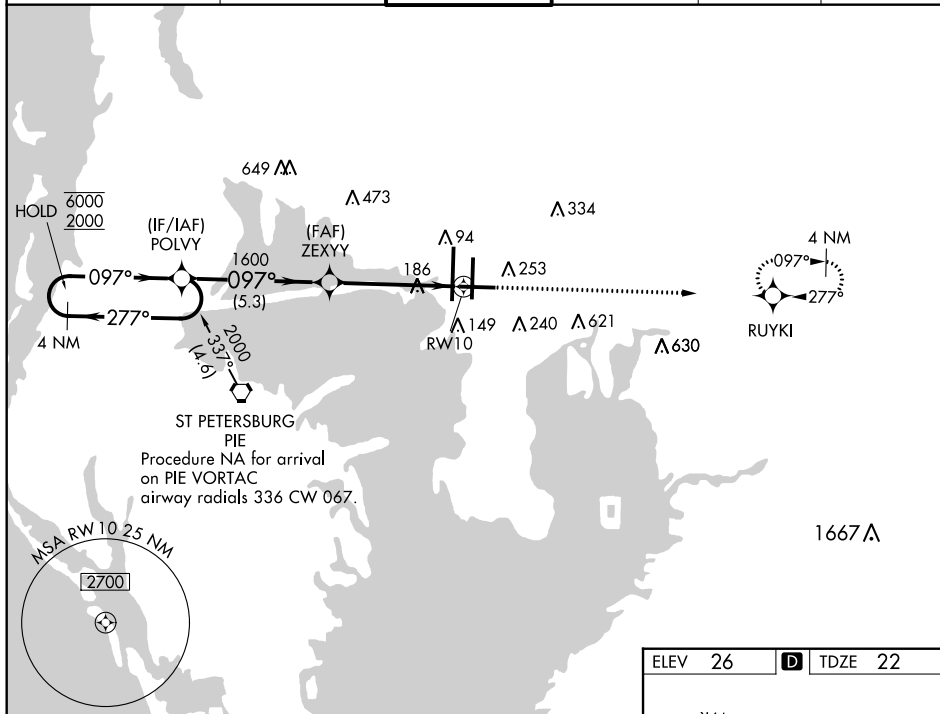 649
473
334
HOLD
6000
2000
(IF/IAF)
POLVY
(FAF)
ZEXYY
94
4 NM
097°
1600
097°
(5.3)
186
253
097°
277°
277°
4 NM
RW10
149
240
621
630
RUYKI
2000
337°
(4.6)
ST PETERSBURG
PIE
Procedure NA for arrival
on PIE VORTAC
airway radials 336 CW 067.
MSA RW 10 25 NM
2700
1667
ELEV 26 D TDZE 22